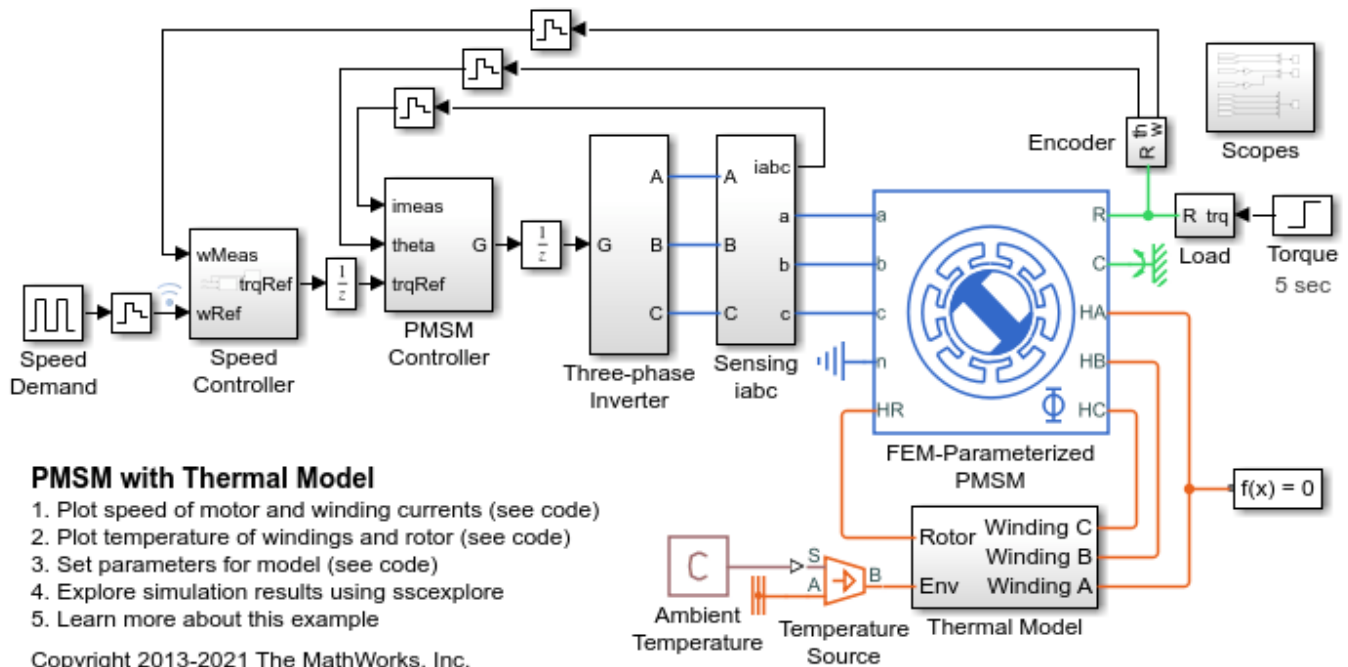 Encoder
R th w
Scopes
iabc
A
A
imeas
a
a
R
R trq
wMeas
theta
G
1
z
G
B
B
b
b
C
Load
Torque
5 sec
trqRef
1
z
trqRef
wRef
C
C
c
c
HA
Speed
Demand
Speed
Controller
PMSM
Controller
Three-phase
Inverter
Sensing
iabc
n
HB
HR
Φ
HC
FEM-Parameterized
PMSM
f(x) = 0
PMSM with Thermal Model
1. Plot speed of motor and winding currents (see code)
2. Plot temperature of windings and rotor (see code)
3. Set parameters for model (see code)
4. Explore simulation results using sscexplore
5. Learn more about this example
Copyright 2013-2021 The MathWorks, Inc.
C
S
A
B
Rotor
Env
Winding C
Winding B
Winding A
Ambient
Temperature
Temperature
Source
Thermal Model